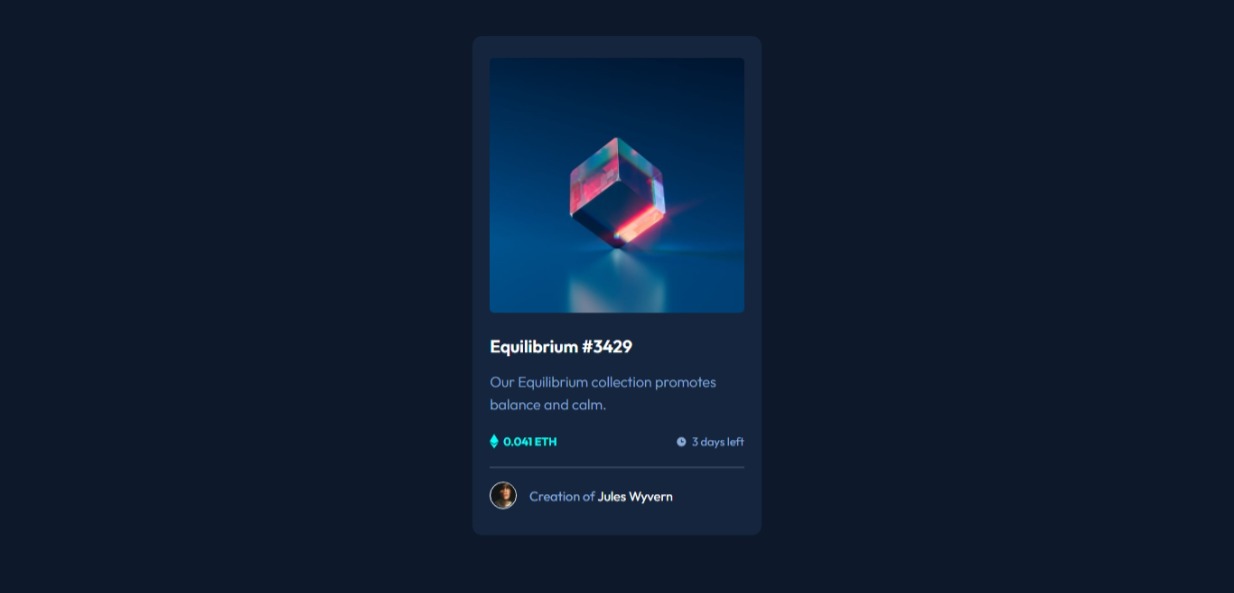 Equilibrium #3429
Our Equilibrium collection promotes
balance and calm.
0.041 ETH
3 days left
Creation of Jules Wyvern